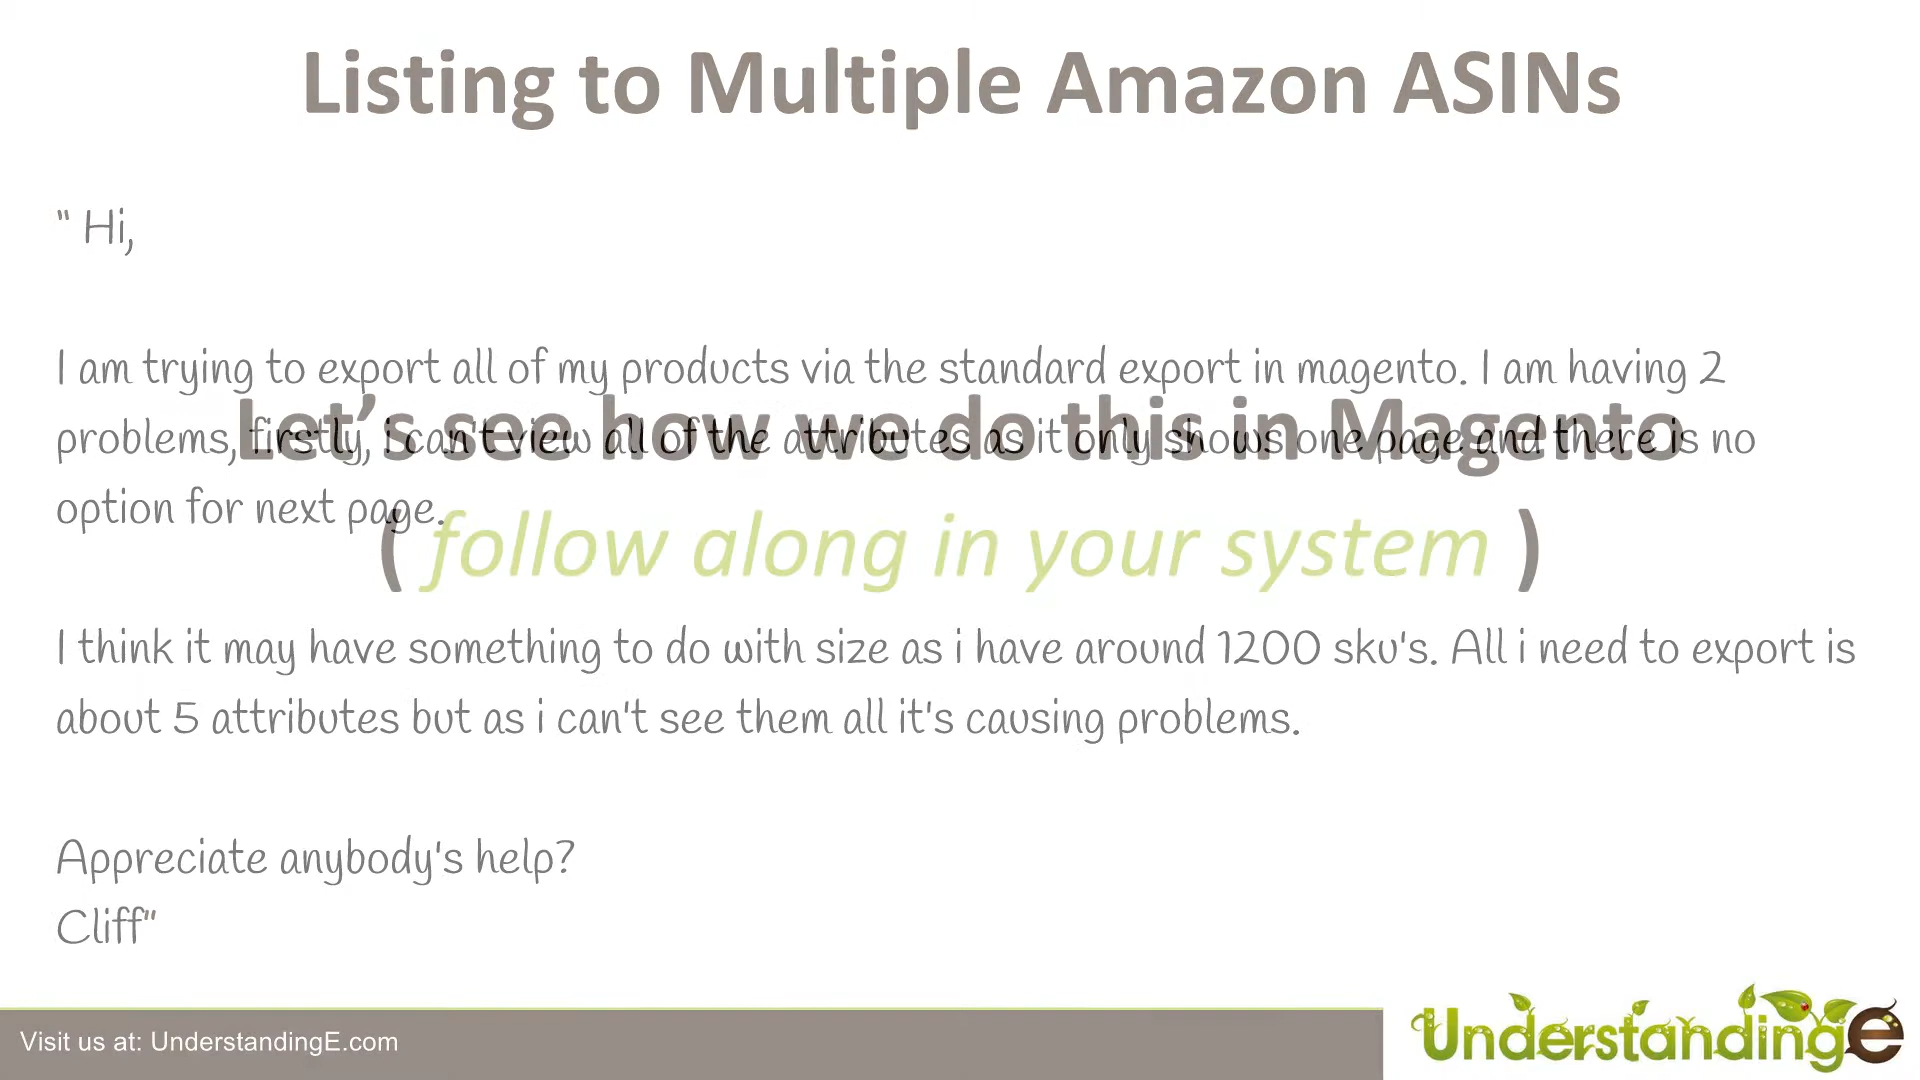 Listing to Multiple Amazon ASINs
" Hi,
I am trying to export all of my products via the standard export in magento. I am having 2
problems, firstly, i can't view all of the attributes as it only shows one page and there is no
option for next page.
Let's see how we do this in Magento
( follow along in your system )
I think it may have something to do with size as i have around 1200 sku's. All i need to export is
about 5 attributes but as i can't see them all it's causing problems.
Appreciate anybody's help?
Cliff"
Visit us at: UnderstandingE.com
UnderstandingE